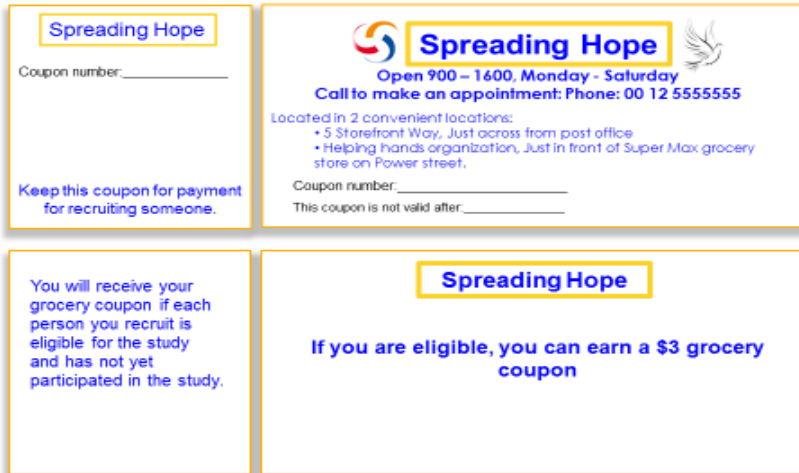 Spreading Hope
Coupon number:______________
Keep this coupon for payment
for recruiting someone.
Spreading Hope
Open 900 – 1600, Monday - Saturday
Call to make an appointment: Phone: 00 12 5555555
Located in 2 convenient locations:
• 5 Storefront Way, Just across from post office
• Helping hands organization, Just in front of Super Max grocery
store on Power street.
Coupon number:______________________
This coupon is not valid after:_____________
You will receive your
grocery coupon if each
person you recruit is
eligible for the study
and has not yet
participated in the study.
Spreading Hope
If you are eligible, you can earn a $3 grocery
coupon